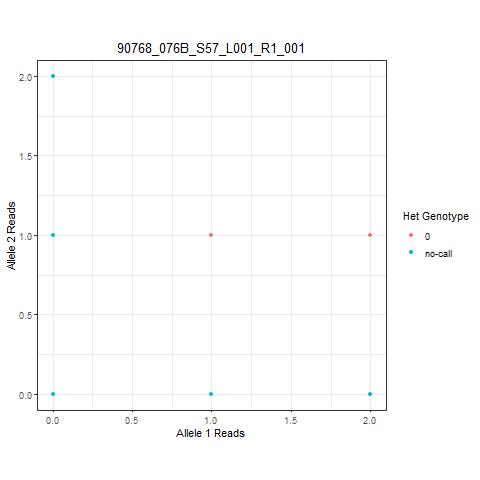 90768_076B_S57_L001_R1_001
2.0
1.5
1.0
0.5
0.0
Allele 2 Reads
0.0 0.5 1.0 1.5 2.0
Allele 1 Reads
Het Genotype
0
no-call